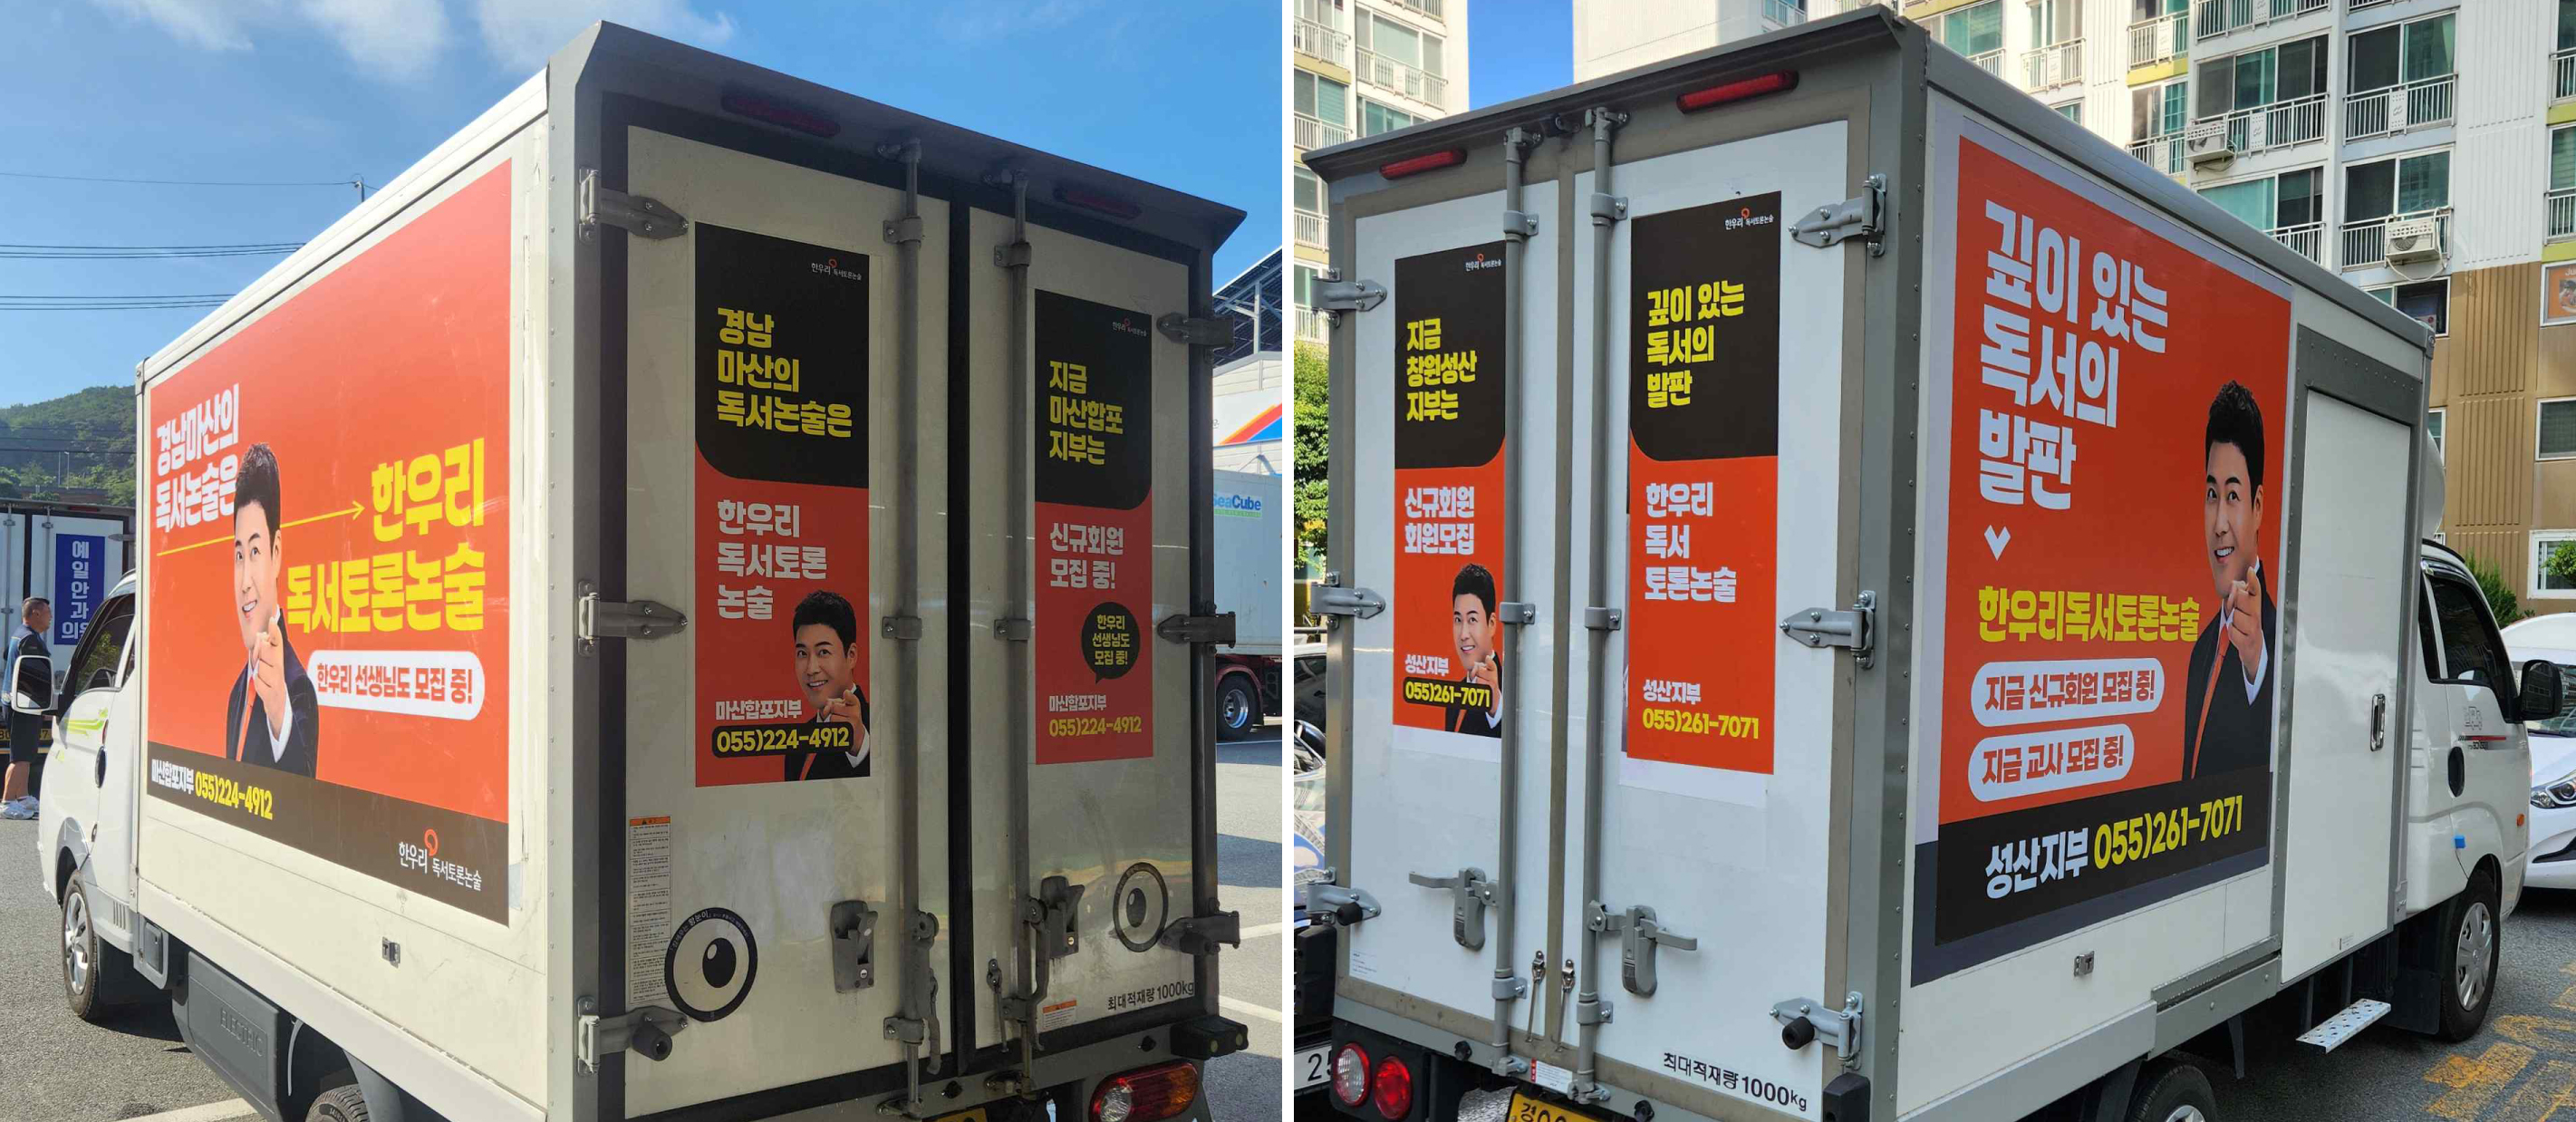 경남마산의
독서논술은
한우리
독서토론논술
한우리 선생님도 모집 중!
마산합포지부 055)224-4912
한우리 독서토론논술
예
일
안
과
의
한우리 독서토론논술
경남
마산의
독서논술은
한우리
독서토론
논술
마산합포지부
055)224-4912
한우리 독서토론논술
지금
마산합포
지부는
신규회원
모집 중!
한우리
선생님도
모집 중!
마산합포지부
055)224-4912
최대적재량 1000kg
SeaCube
ELECTRIC
한우리 독서토론논술
지금
창원성산
지부는
신규회원
회원모집
성산지부
055)261-7071
한우리 독서토론논술
깊이 있는
독서의
발판
한우리
독서
토론논술
성산지부
055)261-7071
최대적재량 1000kg
깊이 있는
독서의
발판
한우리독서토론논술
지금 신규회원 모집 중!
지금 교사 모집 중!
성산지부 055)261-7071